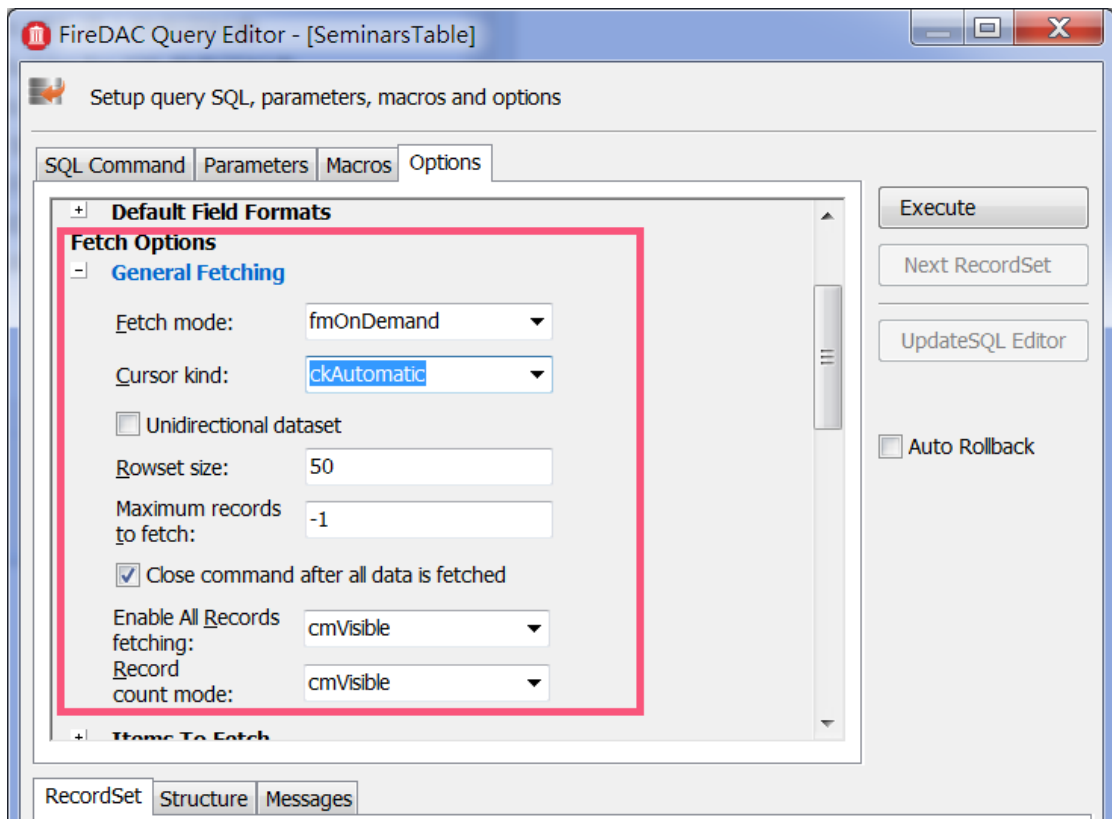 FireDAC Query Editor - [SeminarsTable]
Setup query SQL, parameters, macros and options
SQL Command Parameters Macros Options
Default Field Formats
Fetch Options
General Fetching
Fetch mode: fmOnDemand
Cursor kind: ckAutomatic
Unidirectional dataset
Rowset size: 50
Maximum records
to fetch: -1
Close command after all data is fetched
Enable All Records
fetching: cmVisible
Record
count mode: cmVisible
Items To Fetch
Execute
Next RecordSet
UpdateSQL Editor
Auto Rollback
RecordSet Structure Messages